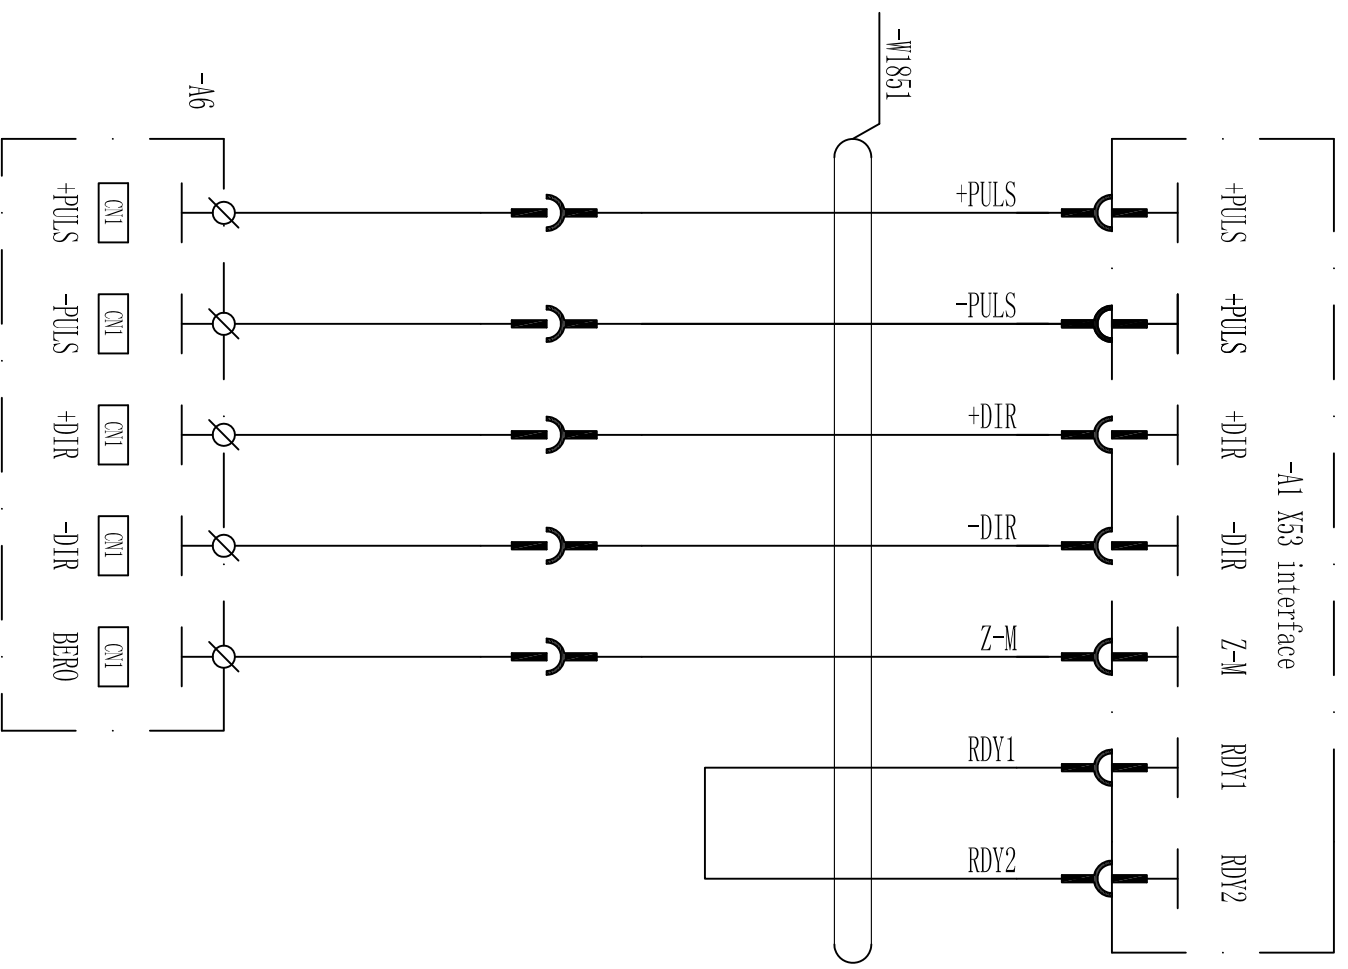 -W1851
-A6
+PULS
CN1
+PULS
+PULS
-PULS
CN1
-PULS
+PULS
+DIR
CN1
+DIR
+DIR
-A1 X53 interface
-DIR
CN1
-DIR
-DIR
BERO
CN1
Z-M
Z-M
RDY1
RDY1
RDY2
RDY2